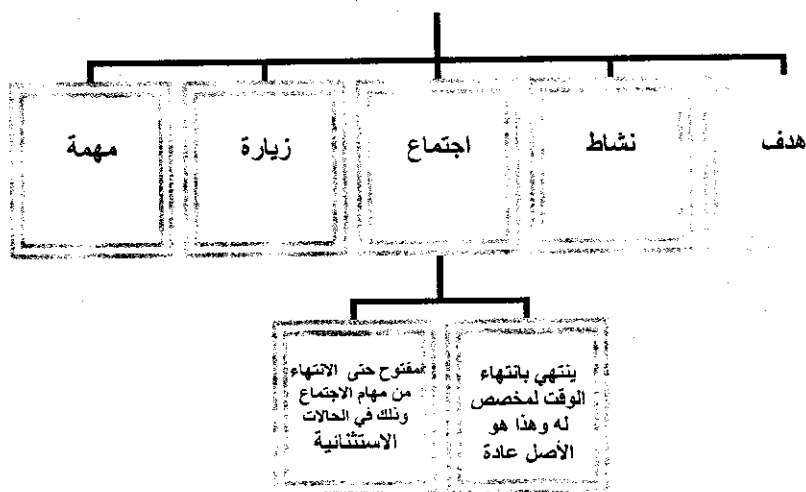 هدف
نشاط
اجتماع
زيارة
مهمة
ينتهي بانتهاء
الوقت لمخصص
له وهذا هو
الأصل عادة
مفتوح حتى الانتهاء
من مهام الاجتماع
وذلك في الحالات
الاستثنائية